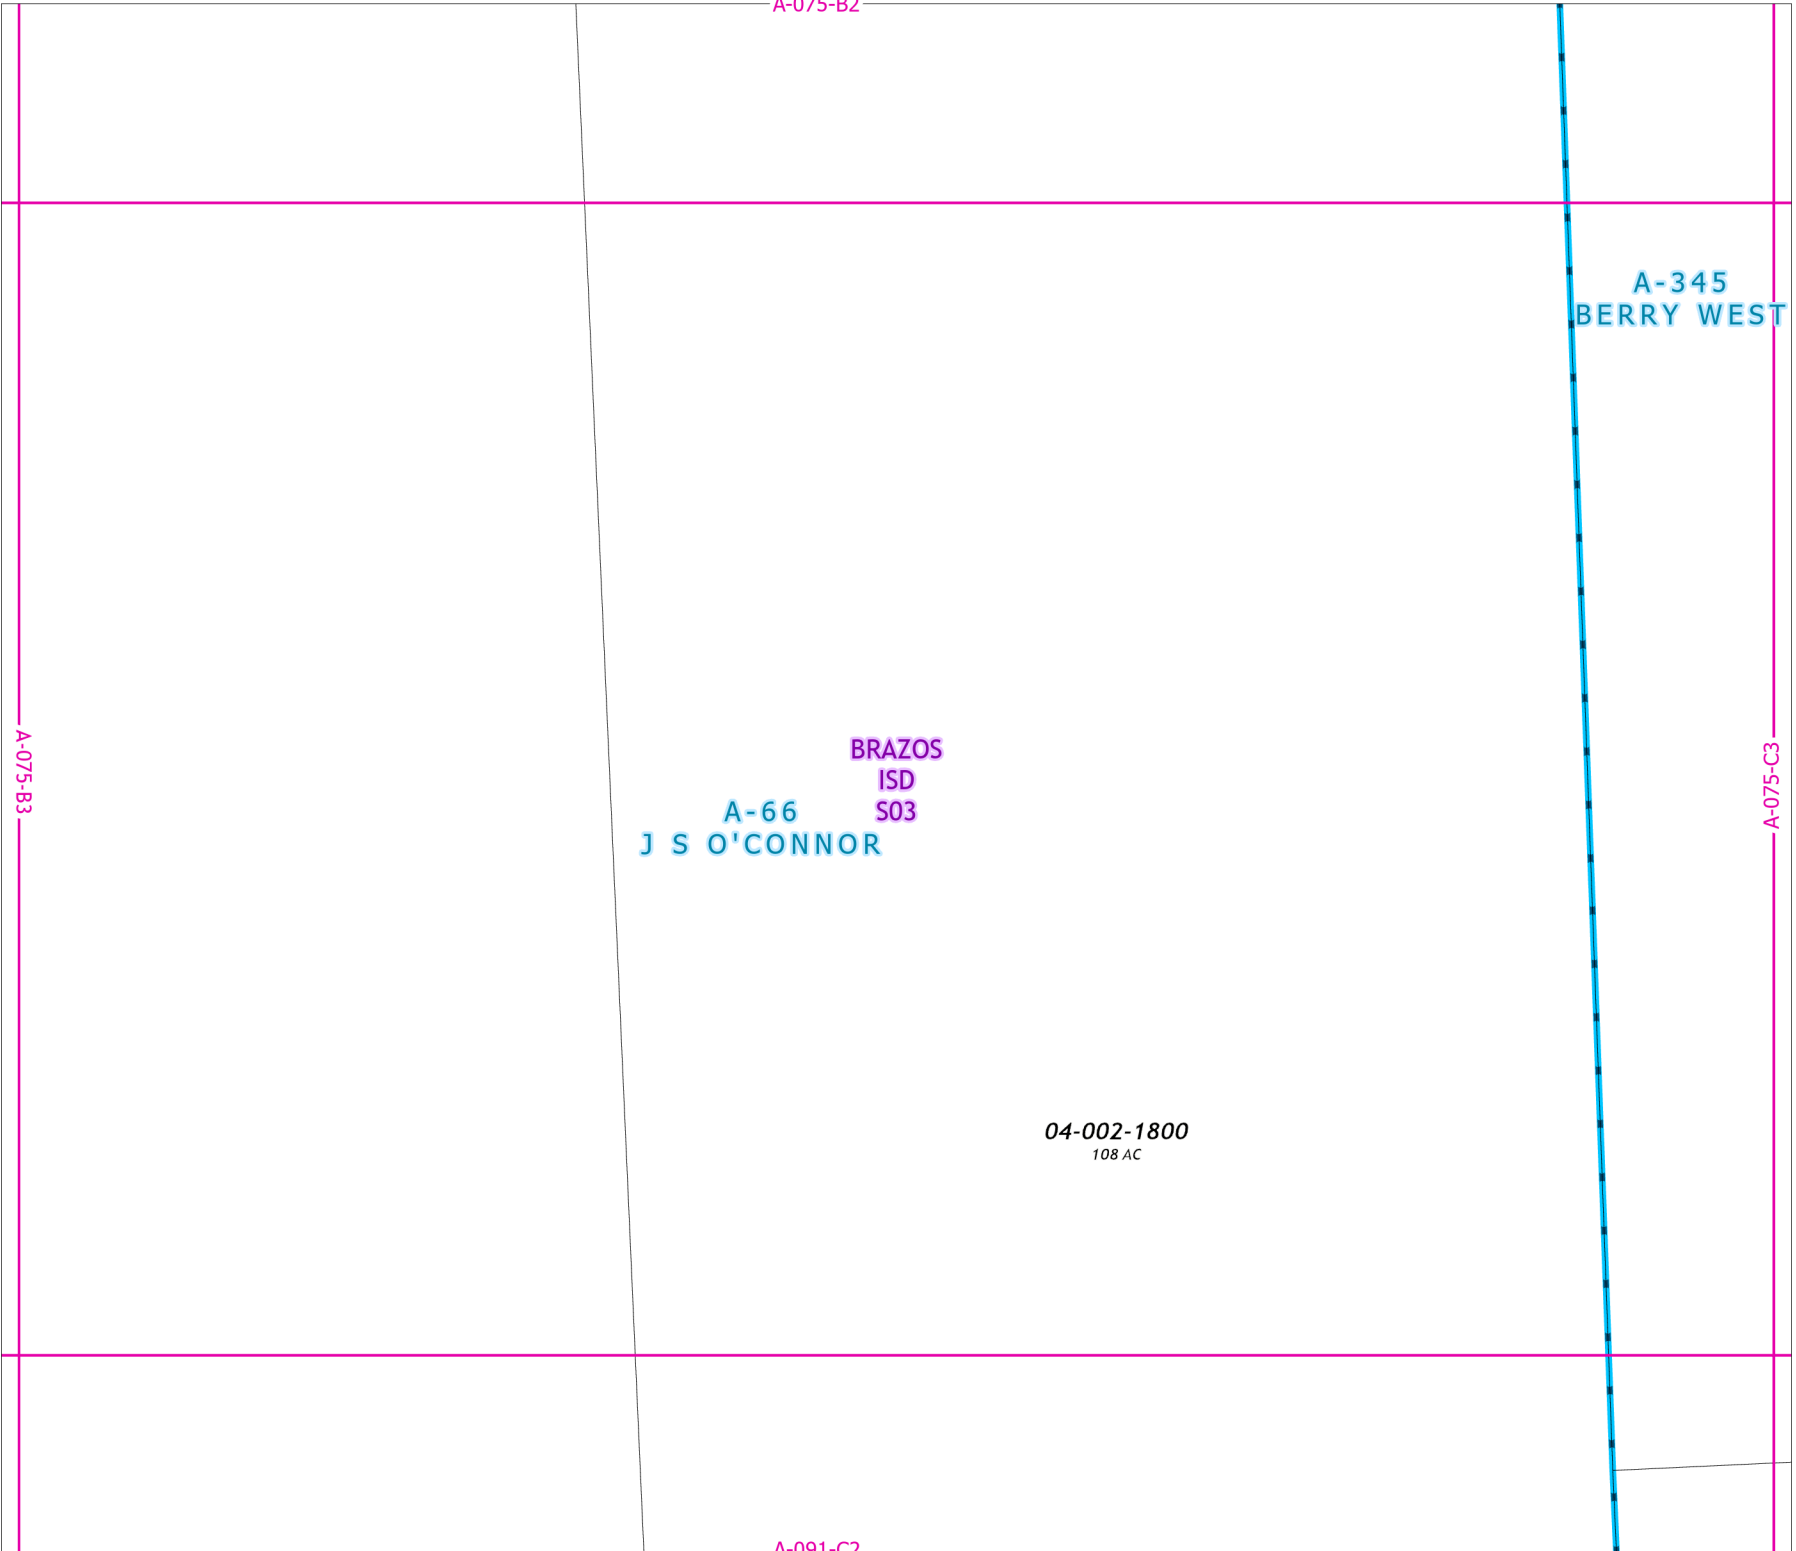 A-075-B2
A-345
BERRY WEST
A-075-B3
BRAZOS
ISD
S03
A-66
J S O'CONNOR
A-075-C3
04-002-1800
108 AC
A-091-C2